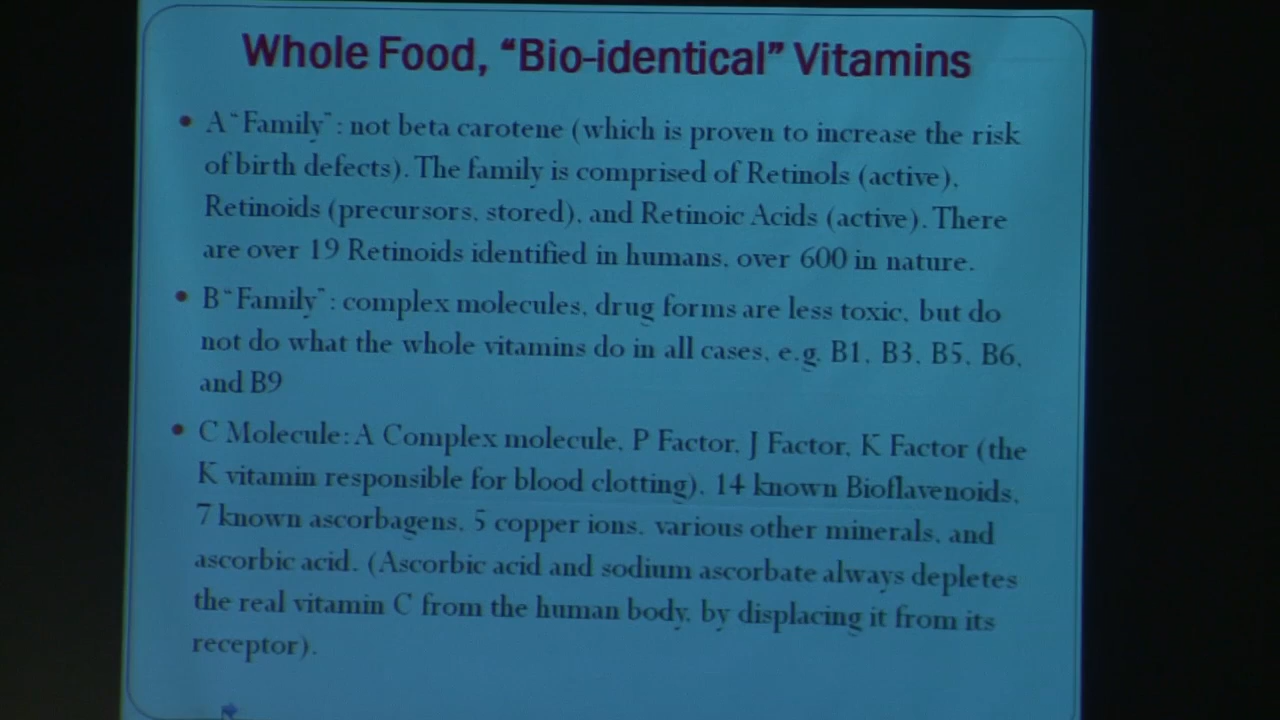 Whole Food, “Bio-identical” Vitamins
• A “Family” : not beta carotene (which is proven to increase the risk
of birth defects). The family is comprised of Retinols (active),
Retinoids (precursors, stored), and Retinoic Acids (active). There
are over 19 Retinoids identified in humans, over 600 in nature.
• B “Family” : complex molecules, drug forms are less toxic, but do
not do what the whole vitamins do in all cases, e.g. B1, B3, B5, B6,
and B9
• C Molecule: A Complex molecule, P Factor, J Factor, K Factor (the
K vitamin responsible for blood clotting), 14 known Bioflavenoids,
7 known ascorbagens, 5 copper ions, various other minerals, and
ascorbic acid. (Ascorbic acid and sodium ascorbate always depletes
the real vitamin C from the human body, by displacing it from its
receptor).